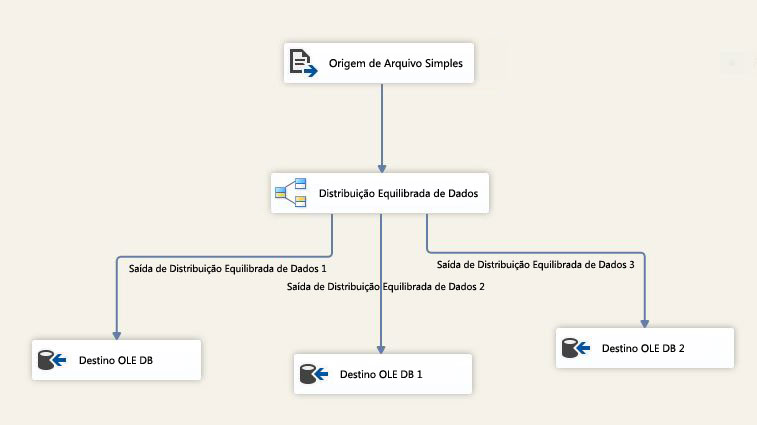 Origem de Arquivo Simples
Distribuição Equilibrada de Dados
Saída de Distribuição Equilibrada de Dados 1
Saída de Distribuição Equilibrada de Dados 3
Saída de Distribuição Equilibrada de Dados 2
Destino OLE DB
Destino OLE DB 1
Destino OLE DB 2